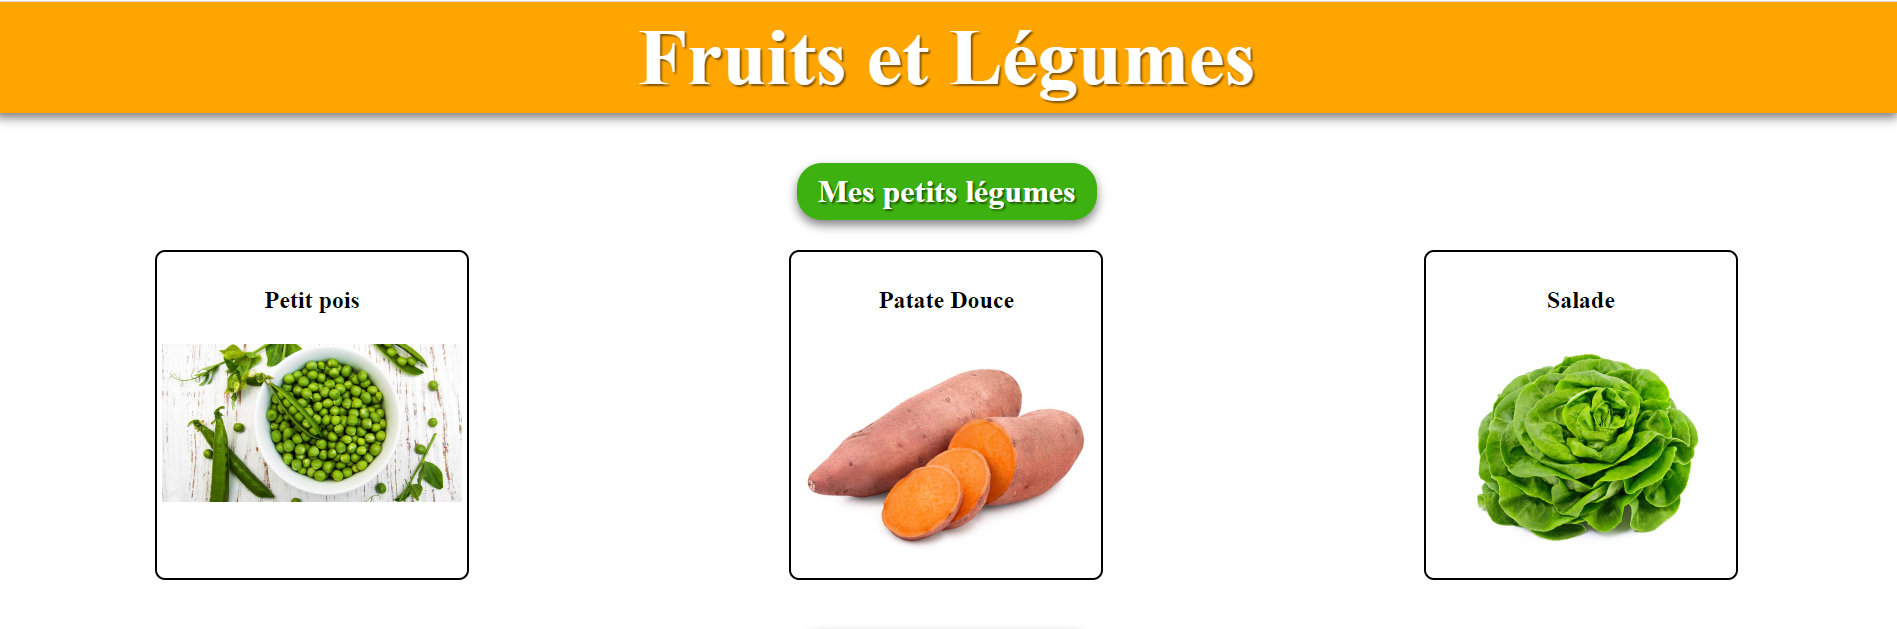 Fruits et Légumes
Mes petits légumes
Petit pois
Patate Douce
Salade